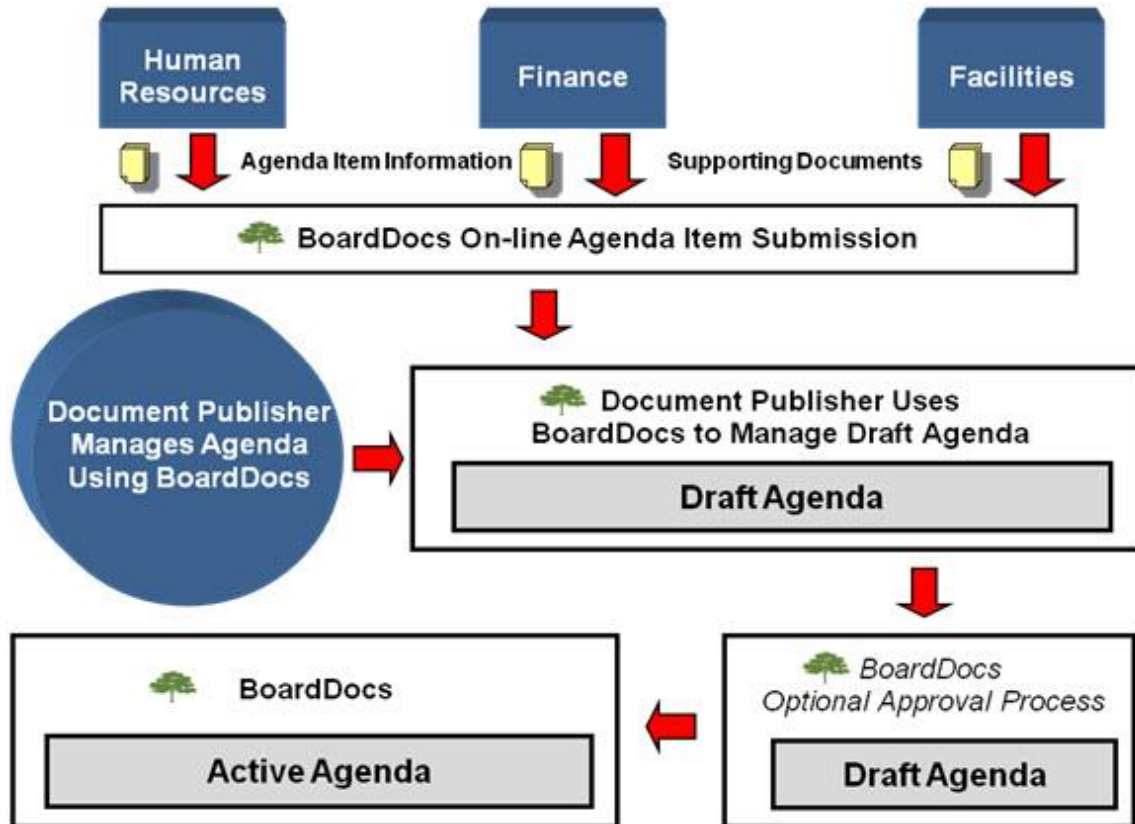 Human
Resources
Finance
Facilities
Agenda Item Information
Supporting Documents
BoardDocs On-line Agenda Item Submission
Document Publisher
Manages Agenda
Using BoardDocs
Document Publisher Uses
BoardDocs to Manage Draft Agenda
Draft Agenda
BoardDocs
Active Agenda
BoardDocs
Optional Approval Process
Draft Agenda